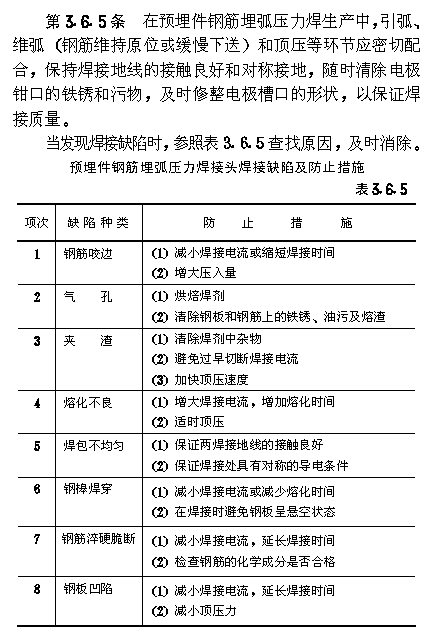 第3.6.5条 在预埋件钢筋埋弧压力焊生产中,引弧、
维弧(钢筋维持原位或缓慢下送)和顶压等环节应密切配
合,保持焊接地线的接触良好和对称接地,随时清除电极
钳口的铁锈和污物,及时修整电极槽口的形状,以保证焊
接质量。
当发现焊接缺陷时,参照表3.6.5查找原因,及时消除。
预埋件钢筋埋弧压力焊接头焊接缺陷及防止措施
表3.6.5
项次 缺陷种类 防止措施
1 钢筋咬边 (1) 减小焊接电流或缩短焊接时间
(2) 增大压入量
2 气孔 (1) 烘焙焊剂
(2) 清除钢板和钢筋上的铁锈、油污及熔渣
3 夹渣 (1) 清除焊剂中杂物
(2) 避免过早切断焊接电流
(3) 加快顶压速度
4 熔化不良 (1) 增大焊接电流,增加熔化时间
(2) 适时顶压
5 焊包不均匀 (1) 保证两焊接地线的接触良好
(2) 保证焊接处具有对称的导电条件
6 钢焊穿 (1) 减小焊接电流或减少熔化时间
(2) 在焊接时避免钢板呈悬空状态
7 钢筋淬硬脆断 (1) 减小焊接电流,延长焊接时间
(2) 检查钢筋的化学成分是否合格
8 钢板凹陷 (1) 减小焊接电流,延长焊接时间
(2) 减小顶压力